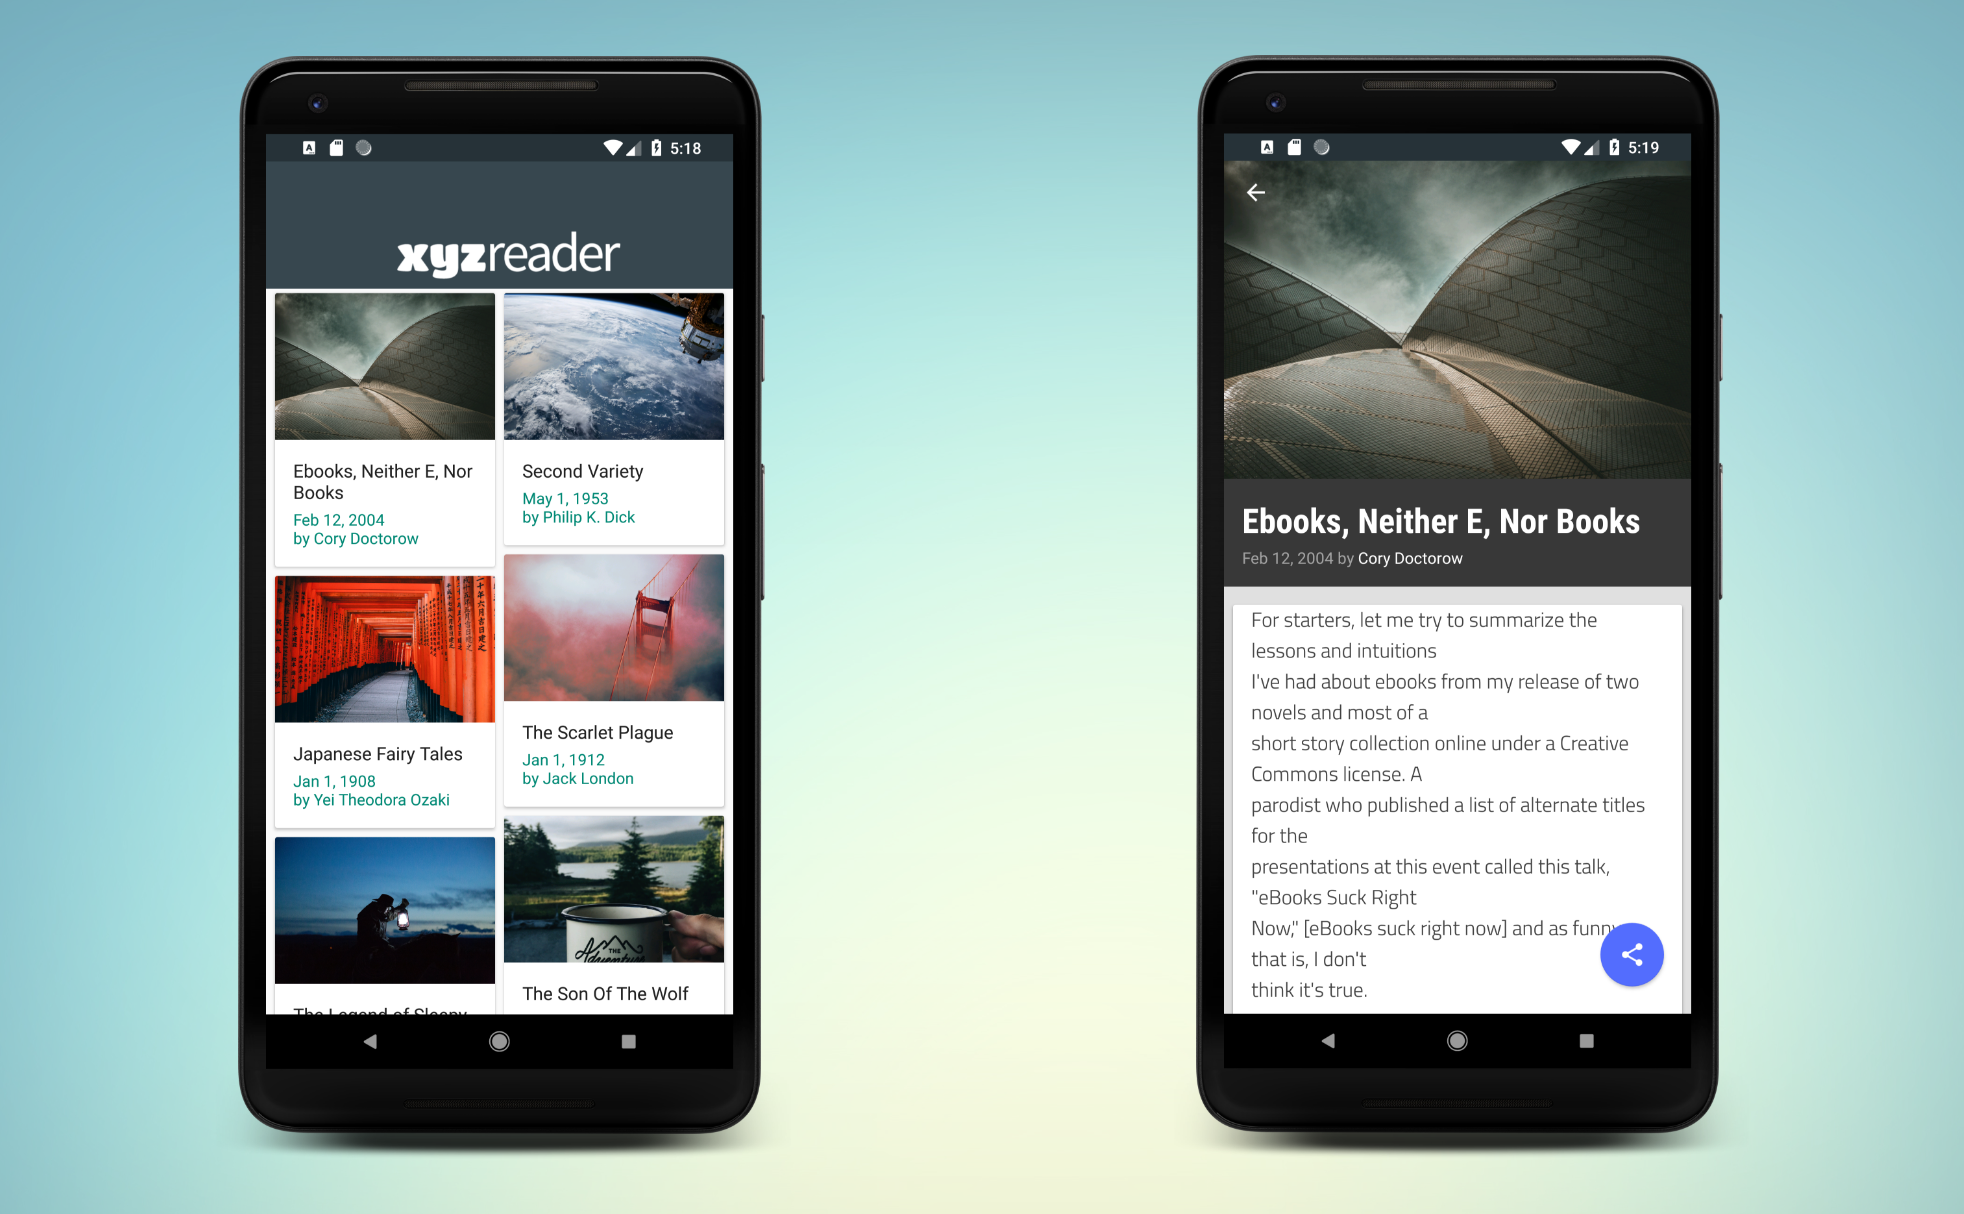 5:18
xyzreader
Ebooks, Neither E, Nor
Books
Feb 12, 2004
by Cory Doctorow
Second Variety
May 1, 1953
by Philip K. Dick
Japanese Fairy Tales
Jan 1, 1908
by Yei Theodora Ozaki
The Scarlet Plague
Jan 1, 1912
by Jack London
THE
Adventure
The Legend of Sleepy
The Son Of The Wolf
5:19
Ebooks, Neither E, Nor Books
Feb 12, 2004 by Cory Doctorow
For starters, let me try to summarize the
lessons and intuitions
I've had about ebooks from my release of two
novels and most of a
short story collection online under a Creative
Commons license. A
parodist who published a list of alternate titles
for the
presentations at this event called this talk,
"eBooks Suck Right
Now," [eBooks suck right now] and as funny
that is, I don't
think it's true.